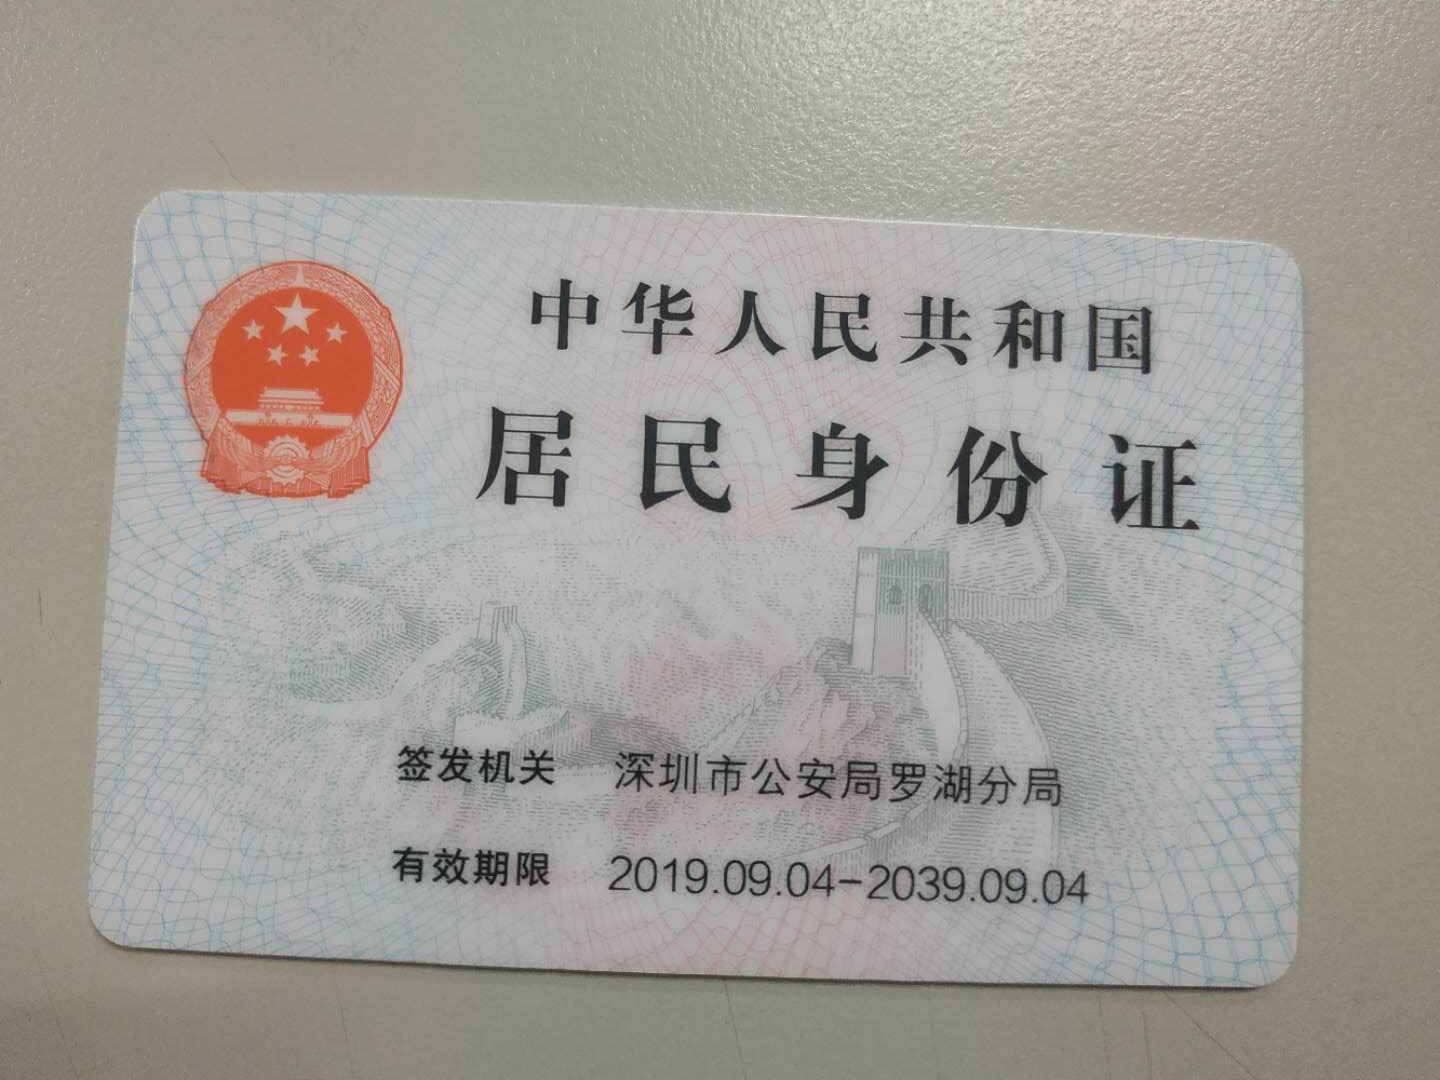 中华人民共和国
居民身份证
签发机关 深圳市公安局罗湖分局
有效期限 2019.09.04-2039.09.04